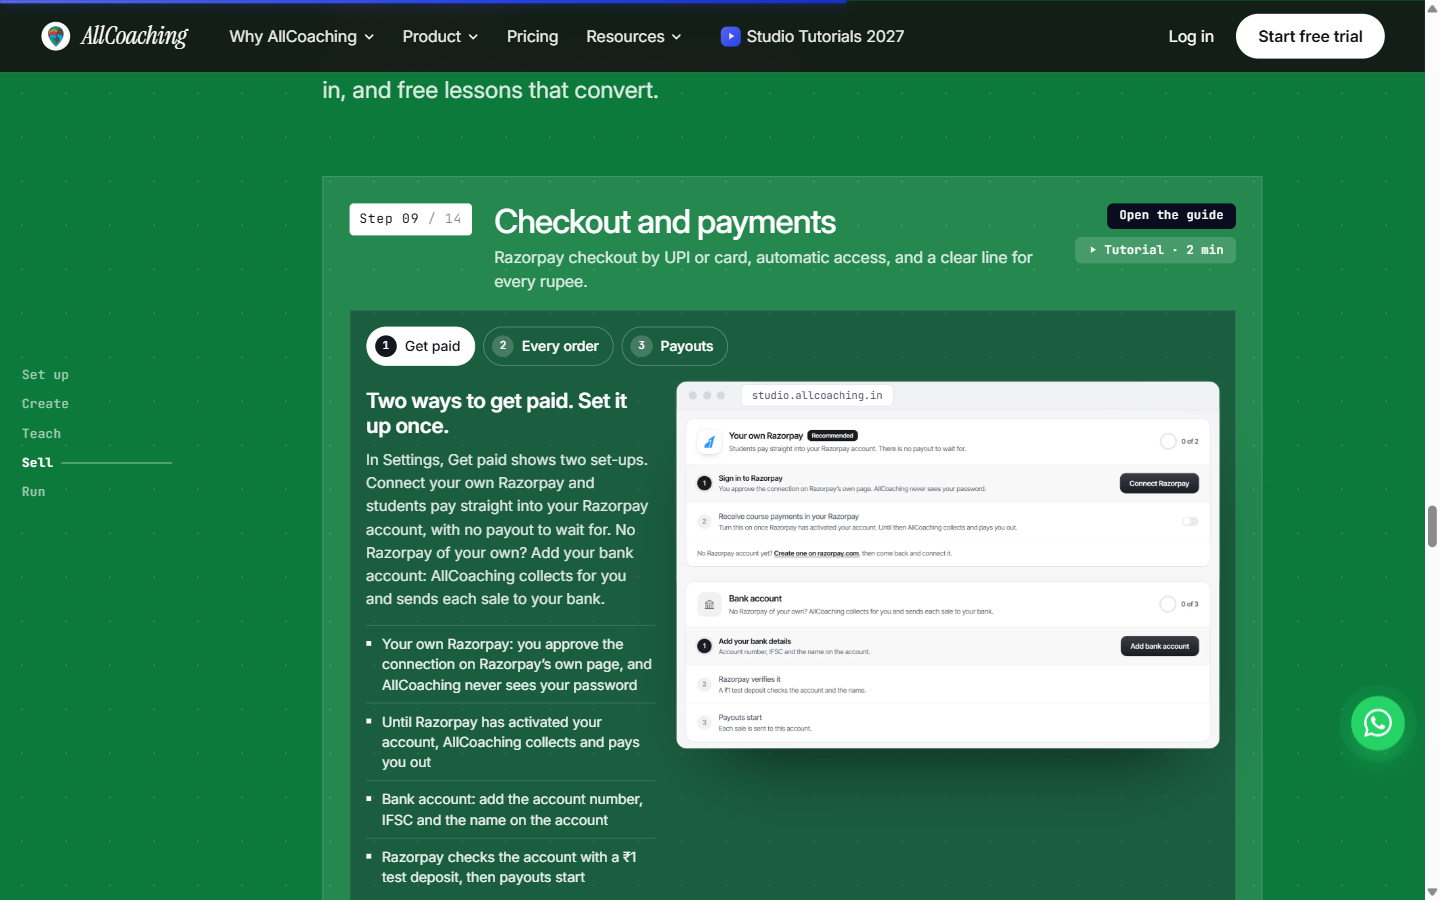 AllCoaching
Why AllCoaching
Product
Pricing
Resources
Studio Tutorials 2027
Log in
Start free trial
in, and free lessons that convert.
Set up
Create
Teach
Sell
Run
Step 09 / 14
Checkout and payments
Razorpay checkout by UPI or card, automatic access, and a clear line for
every rupee.
Open the guide
Tutorial · 2 min
1 Get paid
2 Every order
3 Payouts
Two ways to get paid. Set it
up once.
In Settings, Get paid shows two set-ups.
Connect your own Razorpay and
students pay straight into your Razorpay
account, with no payout to wait for. No
Razorpay of your own? Add your bank
account: AllCoaching collects for you
and sends each sale to your bank.
Your own Razorpay: you approve the
connection on Razorpay’s own page, and
AllCoaching never sees your password
Until Razorpay has activated your
account, AllCoaching collects and pays
you out
Bank account: add the account number,
IFSC and the name on the account
Razorpay checks the account with a ₹1
test deposit, then payouts start
studio.allcoaching.in
Your own Razorpay Recommended
Students pay straight into your Razorpay account. There is no payout to wait for.
0 of 2
1 Sign in to Razorpay
You approve the connection on Razorpay's own page. AllCoaching never sees your password.
Connect Razorpay
2 Receive course payments in your Razorpay
Turn this on once Razorpay has activated your account. Until then AllCoaching collects and pays you out.
No Razorpay account yet? Create one on razorpay.com, then come back and connect it.
Bank account
No Razorpay of your own? AllCoaching collects for you and sends each sale to your bank.
0 of 3
1 Add your bank details
Account number, IFSC and the name on the account.
Add bank account
2 Razorpay verifies it
A ₹1 test deposit checks the account and the name.
3 Payouts start
Each sale is sent to this account.